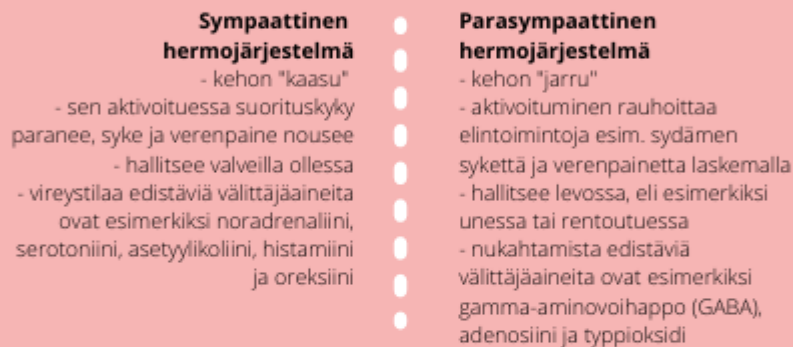 Sympaattinen
hermojärjestelmä
- kehon "kaasu"
- sen aktivoituessa suorituskyky
paranee, syke ja verenpaine nousee
- hallitsee valveilla ollessa
- vireystilaa edistäviä välittäjäaineita
ovat esimerkiksi noradrenaliini,
serotoniini, asetyylikoliini, histamiini
ja oreksiini
Parasympaattinen
hermojärjestelmä
- kehon "jarru"
- aktivoituminen rauhoittaa
elintoimintoja esim. sydämen
sykettä ja verenpainetta laskemalla
- hallitsee levossa, eli esimerkiksi
unessa tai rentoutuessa
- nukahtamista edistäviä
välittäjäaineita ovat esimerkiksi
gamma-aminovoihappo (GABA),
adenosiini ja typpioksidi